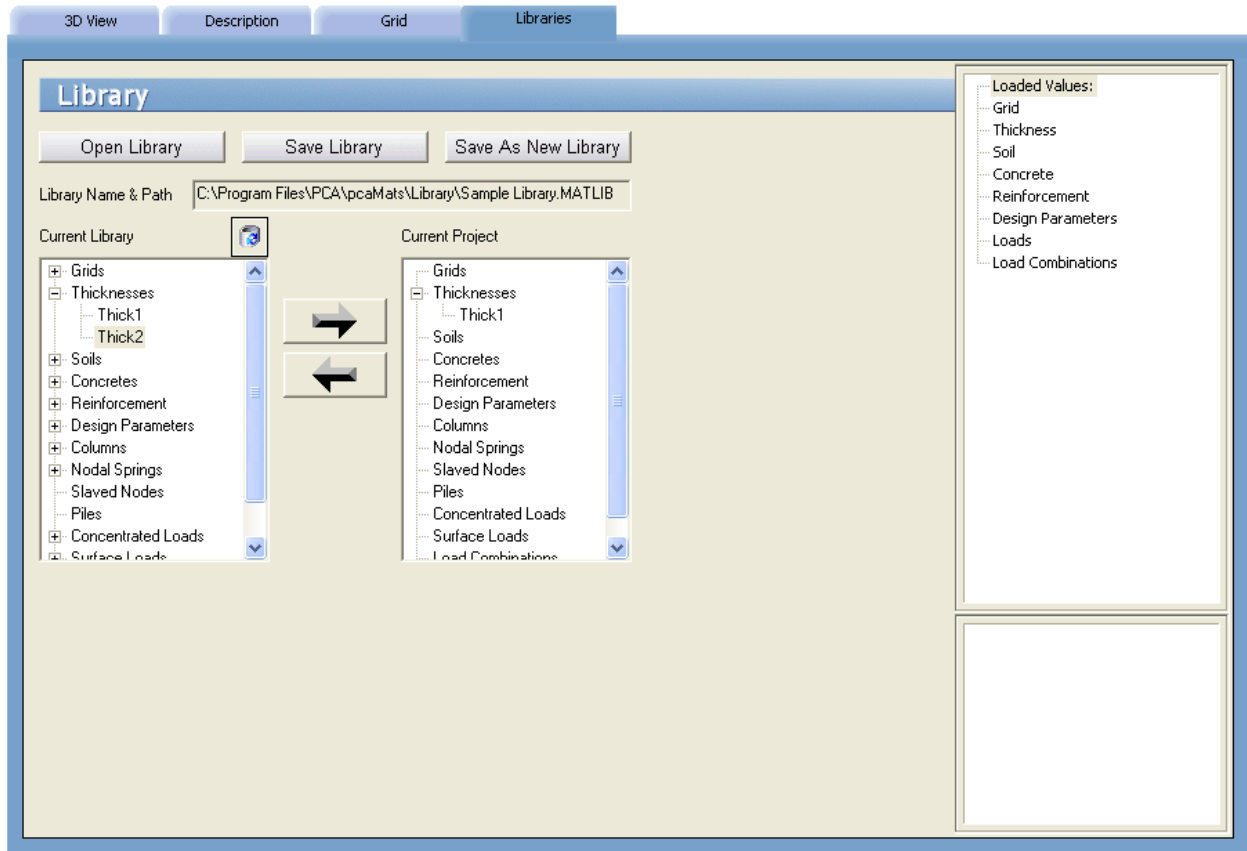 3D View Description Grid Libraries
Library
Open Library Save Library Save As New Library
Library Name & Path C:\Program Files\PCA\pcaMats\Library\Sample Library.MATLIB
Current Library
Grids
Thicknesses
Thick1
Thick2
Soils
Concretes
Reinforcement
Design Parameters
Columns
Nodal Springs
Slaved Nodes
Piles
Concentrated Loads
Surface Loads
Current Project
Grids
Thicknesses
Thick1
Soils
Concretes
Reinforcement
Design Parameters
Columns
Nodal Springs
Slaved Nodes
Piles
Concentrated Loads
Surface Loads
Load Combinations
Loaded Values:
Grid
Thickness
Soil
Concrete
Reinforcement
Design Parameters
Loads
Load Combinations